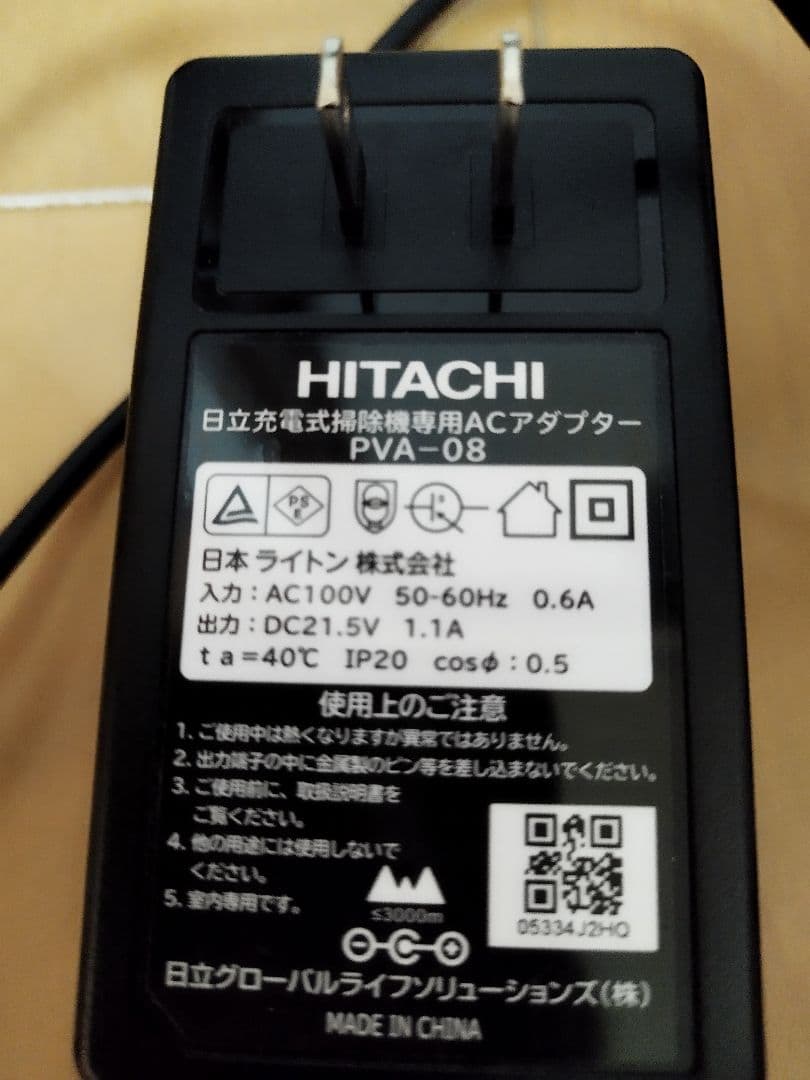 HITACHI
日立充電式掃除機専用ACアダプター
PVA-08
PS
E
日本 ライトン 株式会社
入力：AC100V 50-60Hz 0.6A
出力：DC21.5V 1.1A
ta=40℃ IP20 cosφ：0.5
使用上のご注意
1. ご使用中は熱くなりますが異常ではありません。
2. 出力端子の中に金属製のピン等を差し込まないでください。
3. ご使用前に、取扱説明書を
ご覧ください。
4. 他の用途には使用しないで
ください。
5. 室内専用です。
≤3000m
05334J2HQ
日立グローバルライフソリューションズ(株)
MADE IN CHINA